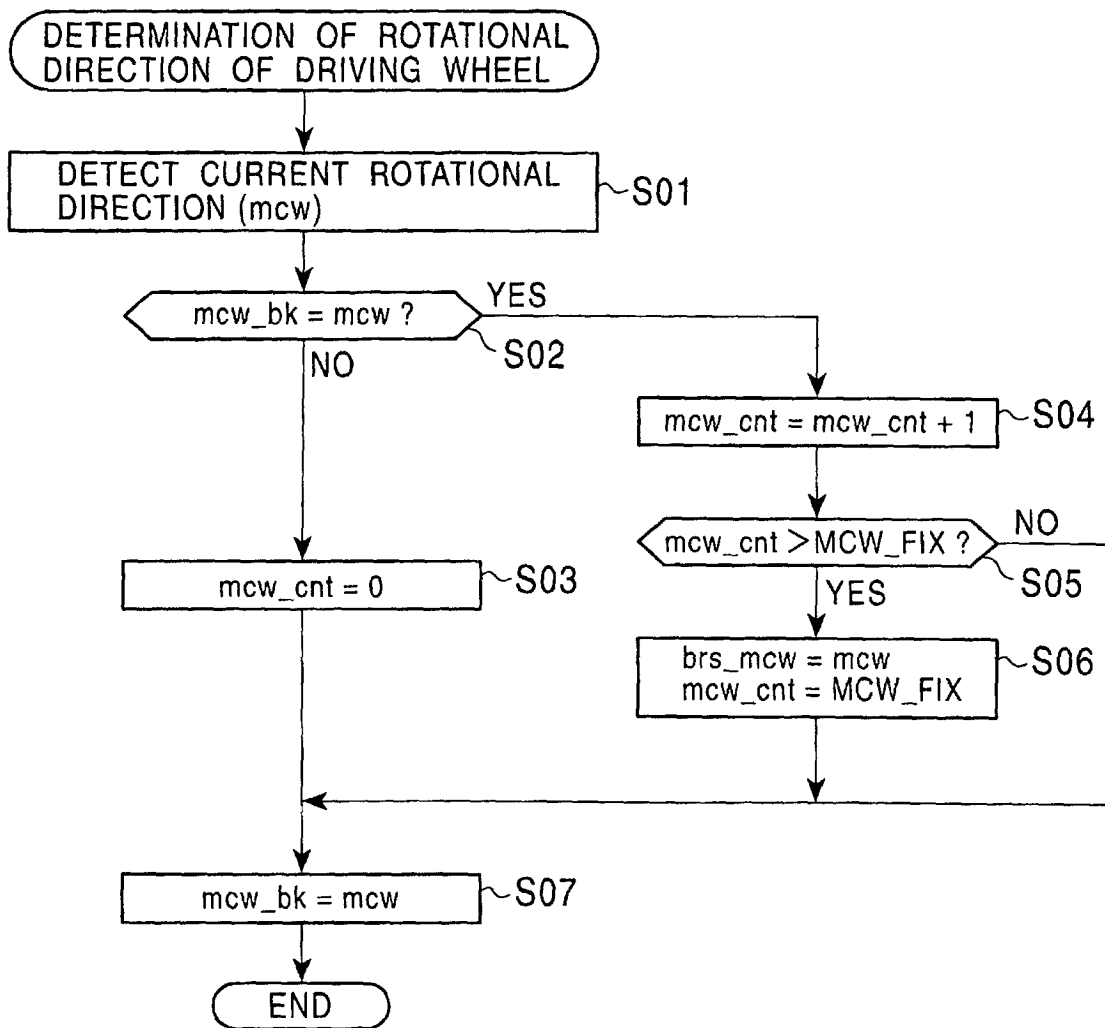 DETERMINATION OF ROTATIONAL
DIRECTION OF DRIVING WHEEL
DETECT CURRENT ROTATIONAL
DIRECTION (mcw)
S01
mcw_bk = mcw ?
YES
S02
NO
mcw_cnt = mcw_cnt + 1
S04
mcw_cnt > MCW_FIX ?
NO
S05
YES
mcw_cnt = 0
S03
brs_mcw = mcw
mcw_cnt = MCW_FIX
S06
mcw_bk = mcw
S07
END